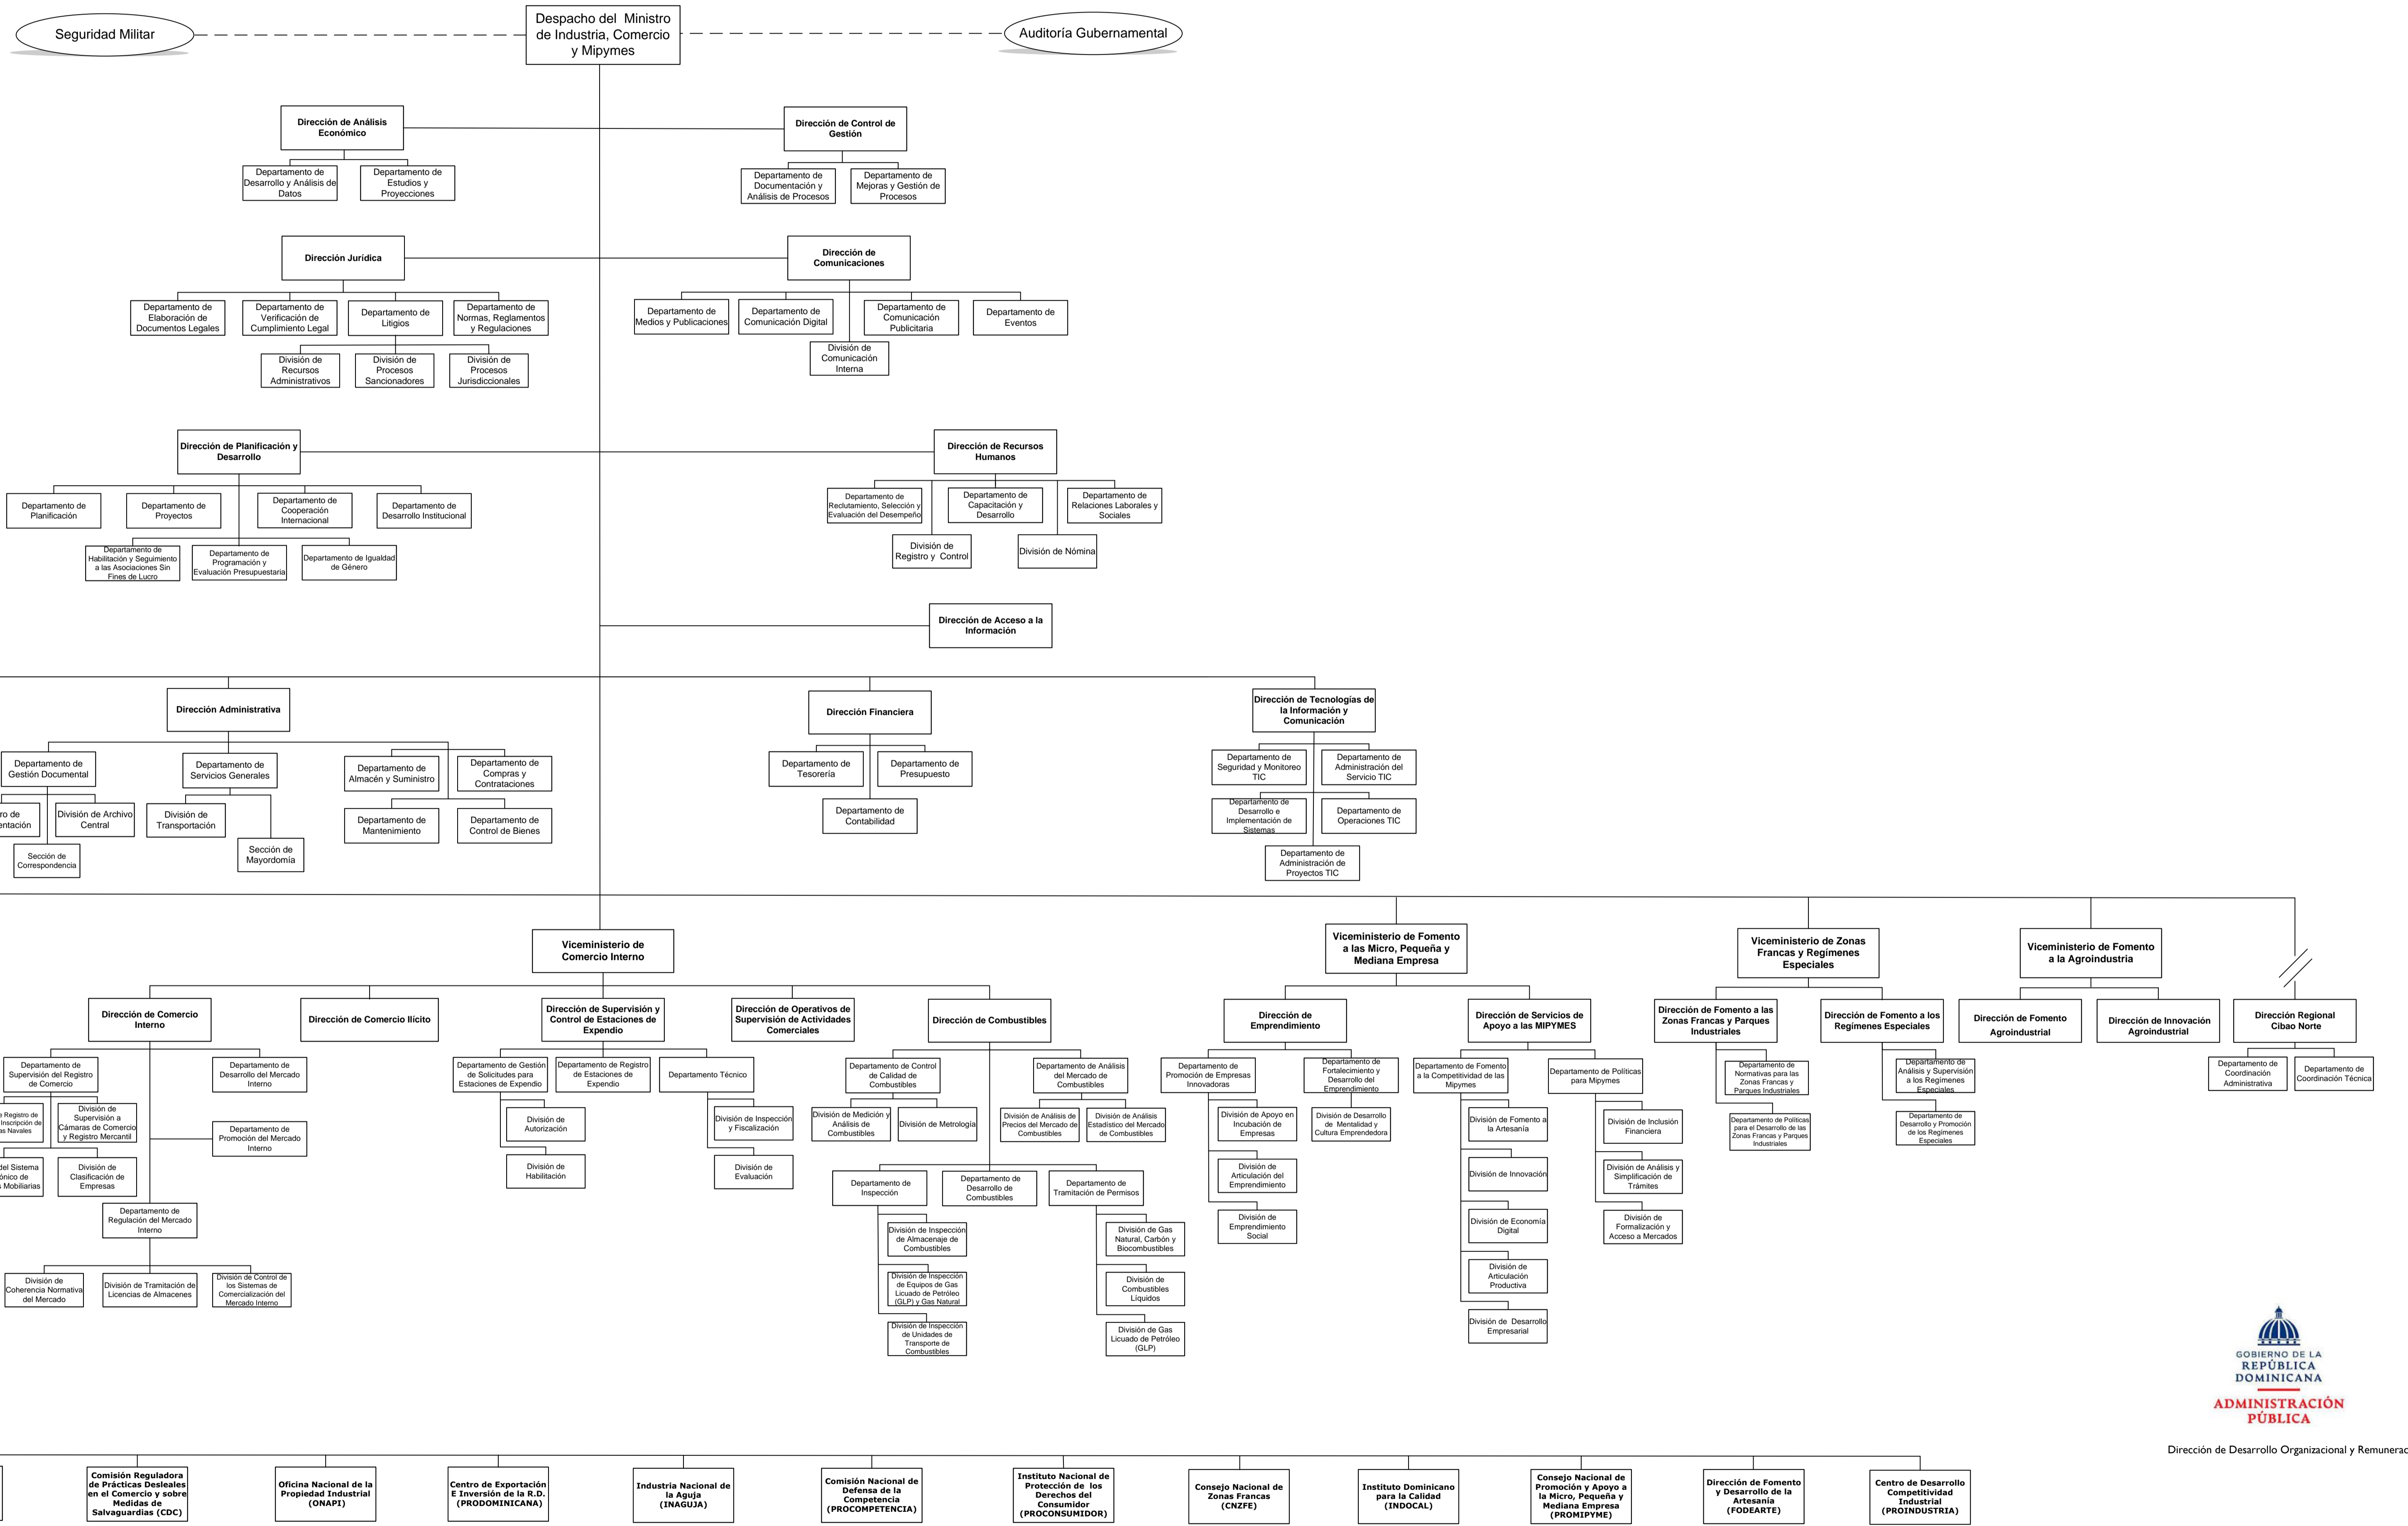 Seguridad Militar
Despacho del Ministro
de Industria, Comercio
y Mipymes
Auditoría Gubernamental
Dirección de Análisis
Económico
Dirección de Control de
Gestión
Departamento de
Desarrollo y Análisis de
Datos
Departamento de
Estudios y
Proyecciones
Departamento de
Documentación y
Análisis de Procesos
Departamento de
Mejoras y Gestión de
Procesos
Dirección Jurídica
Dirección de
Comunicaciones
Departamento de
Elaboración de
Documentos Legales
Departamento de
Verificación de
Cumplimiento Legal
Departamento de
Litigios
Departamento de
Normas, Reglamentos
y Regulaciones
Departamento de
Medios y Publicaciones
Departamento de
Comunicación Digital
Departamento de
Comunicación
Publicitaria
Departamento de
Eventos
División de
Recursos
Administrativos
División de
Procesos
Sancionadores
División de
Procesos
Jurisdiccionales
División de
Comunicación
Interna
Dirección de Planificación y
Desarrollo
Dirección de Recursos
Humanos
Departamento de
Planificación
Departamento de
Proyectos
Departamento de
Cooperación
Internacional
Departamento de
Desarrollo Institucional
Departamento de
Reclutamiento, Selección y
Evaluación del Desempeño
Departamento de
Capacitación y
Desarrollo
Departamento de
Relaciones Laborales y
Sociales
Departamento de
Habilitación y Seguimiento
a las Asociaciones Sin
Fines de Lucro
Departamento de
Programación y
Evaluación Presupuestaria
Departamento de Igualdad
de Género
División de
Registro y Control
División de Nómina
Dirección de Acceso a la
Información
Dirección Administrativa
Dirección Financiera
Dirección de Tecnologías de
la Información y
Comunicación
Departamento de
Gestión Documental
Departamento de
Servicios Generales
Departamento de
Almacén y Suministro
Departamento de
Compras y
Contrataciones
Departamento de
Tesorería
Departamento de
Presupuesto
Departamento de
Seguridad y Monitoreo
TIC
Departamento de
Administración del
Servicio TIC
ro de
entación
División de Archivo
Central
División de
Transportación
Departamento de
Mantenimiento
Departamento de
Control de Bienes
Departamento de
Contabilidad
Departamento de
Desarrollo e
Implementación de
Sistemas
Departamento de
Operaciones TIC
Sección de
Correspondencia
Sección de
Mayordomía
Departamento de
Administración de
Proyectos TIC
Viceministerio de
Comercio Interno
Viceministerio de Fomento
a las Micro, Pequeña y
Mediana Empresa
Viceministerio de Zonas
Francas y Regímenes
Especiales
Viceministerio de Fomento
a la Agroindustria
Dirección de Comercio
Interno
Dirección de Comercio Ilícito
Dirección de Supervisión y
Control de Estaciones de
Expendio
Dirección de Operativos de
Supervisión de Actividades
Comerciales
Dirección de Combustibles
Dirección de
Emprendimiento
Dirección de Servicios de
Apoyo a las MIPYMES
Dirección de Fomento a las
Zonas Francas y Parques
Industriales
Dirección de Fomento a los
Regímenes Especiales
Dirección de Fomento
Agroindustrial
Dirección de Innovación
Agroindustrial
Dirección Regional
Cibao Norte
Departamento de
Supervisión del Registro
de Comercio
Departamento de
Desarrollo del Mercado
Interno
Departamento de Gestión
de Solicitudes para
Estaciones de Expendio
Departamento de Registro
de Estaciones de
Expendio
Departamento Técnico
Departamento de Control
de Calidad de
Combustibles
Departamento de Análisis
del Mercado de
Combustibles
Departamento de
Promoción de Empresas
Innovadoras
Departamento de
Fortalecimiento y
Desarrollo del
Emprendimiento
Departamento de Fomento
a la Competitividad de las
Mipymes
Departamento de Políticas
para Mipymes
Departamento de
Normativas para las
Zonas Francas y
Parques Industriales
Departamento de
Análisis y Supervisión
a los Regímenes
Especiales
Departamento de
Coordinación
Administrativa
Departamento de
Coordinación Técnica
e Registro de
Inscripción de
as Navales
División de
Supervisión a
Cámaras de Comercio
y Registro Mercantil
Departamento de
Promoción del Mercado
Interno
División de
Autorización
División de Inspección
y Fiscalización
División de Medición y
Análisis de
Combustibles
División de Metrología
División de Análisis de
Precios del Mercado de
Combustibles
División de Análisis
Estadístico del Mercado
de Combustibles
División de Apoyo en
Incubación de
Empresas
División de Desarrollo
de Mentalidad y
Cultura Emprendedora
División de Fomento a
la Artesanía
División de Inclusión
Financiera
Departamento de Políticas
para el Desarrollo de las
Zonas Francas y Parques
Industriales
Departamento de
Desarrollo y Promoción
de los Regímenes
Especiales
del Sistema
ónico de
s Mobiliarias
División de
Clasificación de
Empresas
División de
Habilitación
División de
Evaluación
Departamento de
Inspección
Departamento de
Desarrollo de
Combustibles
Departamento de
Tramitación de Permisos
División de
Articulación del
Emprendimiento
División de Innovación
División de Análisis y
Simplificación de
Trámites
Departamento de
Regulación del Mercado
Interno
División de Inspección
de Almacenaje de
Combustibles
División de Gas
Natural, Carbón y
Biocombustibles
División de
Emprendimiento
Social
División de Economía
Digital
División de
Formalización y
Acceso a Mercados
División de
Coherencia Normativa
del Mercado
División de Tramitación de
Licencias de Almacenes
División de Control de
los Sistemas de
Comercialización del
Mercado Interno
División de Inspección
de Equipos de Gas
Licuado de Petróleo
(GLP) y Gas Natural
División de
Combustibles
Líquidos
División de
Articulación
Productiva
División de Inspección
de Unidades de
Transporte de
Combustibles
División de Gas
Licuado de Petróleo
(GLP)
División de Desarrollo
Empresarial
GOBIERNO DE LA
REPÚBLICA
DOMINICANA
ADMINISTRACIÓN
PÚBLICA
Dirección de Desarrollo Organizacional y Remunerac
Comisión Reguladora
de Prácticas Desleales
en el Comercio y sobre
Medidas de
Salvaguardias (CDC)
Oficina Nacional de la
Propiedad Industrial
(ONAPI)
Centro de Exportación
E Inversión de la R.D.
(PRODOMINICANA)
Industria Nacional de
la Aguja
(INAGUJA)
Comisión Nacional de
Defensa de la
Competencia
(PROCOMPETENCIA)
Instituto Nacional de
Protección de los
Derechos del
Consumidor
(PROCONSUMIDOR)
Consejo Nacional de
Zonas Francas
(CNZFE)
Instituto Dominicano
para la Calidad
(INDOCAL)
Consejo Nacional de
Promoción y Apoyo a
la Micro, Pequeña y
Mediana Empresa
(PROMIPYME)
Dirección de Fomento
y Desarrollo de la
Artesanía
(FODEARTE)
Centro de Desarrollo
Competitividad
Industrial
(PROINDUSTRIA)